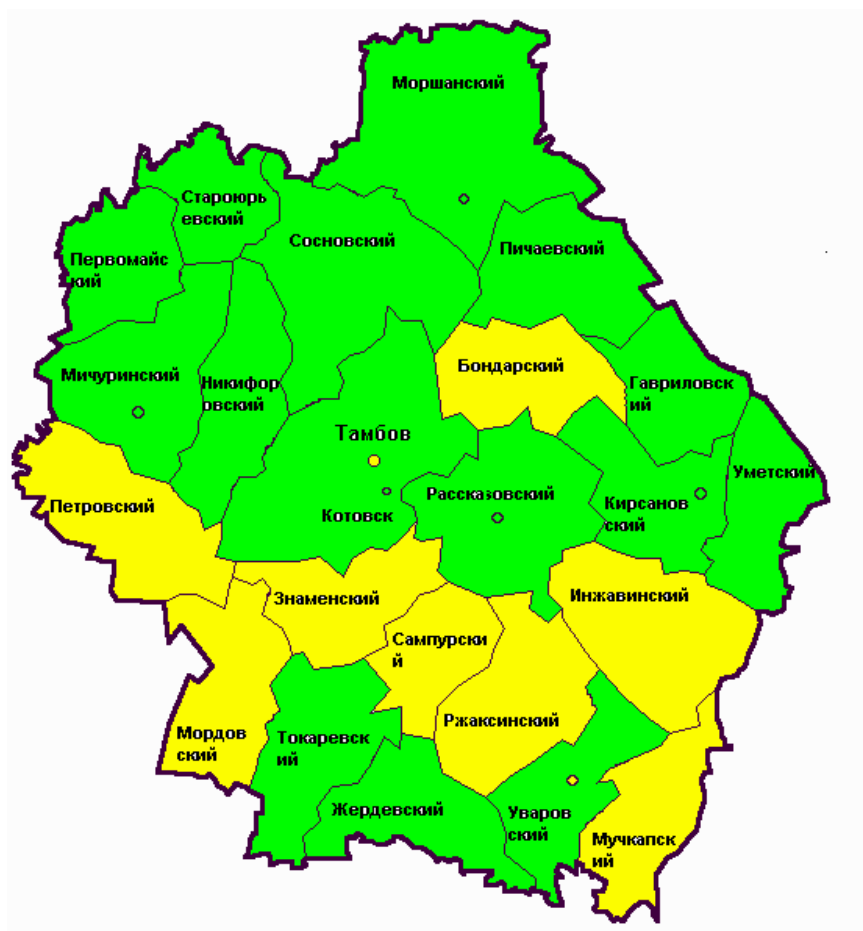 Моршанский
Староюрь
евский
Сосновский
Пичаевский
Первомайс
кий
Бондарский
Мичуринский
Никифор
овский
Гавриловск
ий
Тамбов
Уметский
Петровский
Рассказовский
Кирсанов
ский
Котовск
Знаменский
Инжавинский
Сампурски
й
Ржаксинский
Мордов
ский
Токаревск
ий
Жердевский
Уваров
ский
Мучкапск
ий